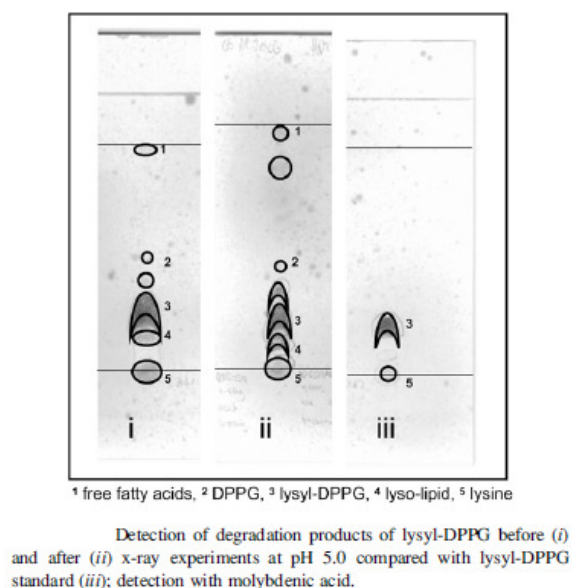 1
2
3
4
5
i
1
2
3
4
5
ii
3
5
iii
¹ free fatty acids, ² DPPG, ³ lysyl-DPPG, ⁴ lyso-lipid, ⁵ lysine
Detection of degradation products of lysyl-DPPG before (i)
and after (ii) x-ray experiments at pH 5.0 compared with lysyl-DPPG
standard (iii); detection with molybdenic acid.